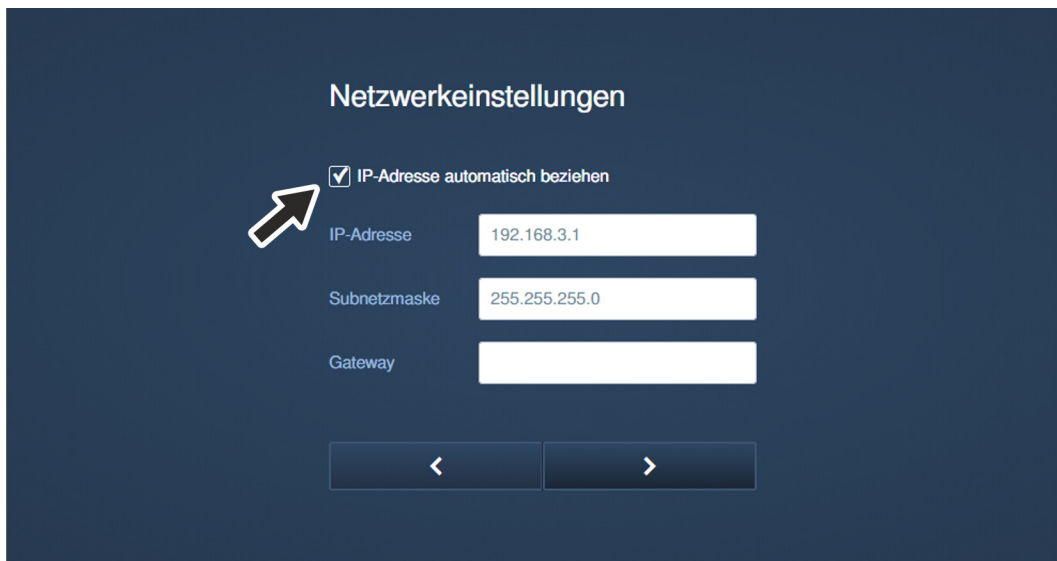 Netzwerkeinstellungen
IP-Adresse automatisch beziehen
IP-Adresse 192.168.3.1
Subnetzmaske 255.255.255.0
Gateway